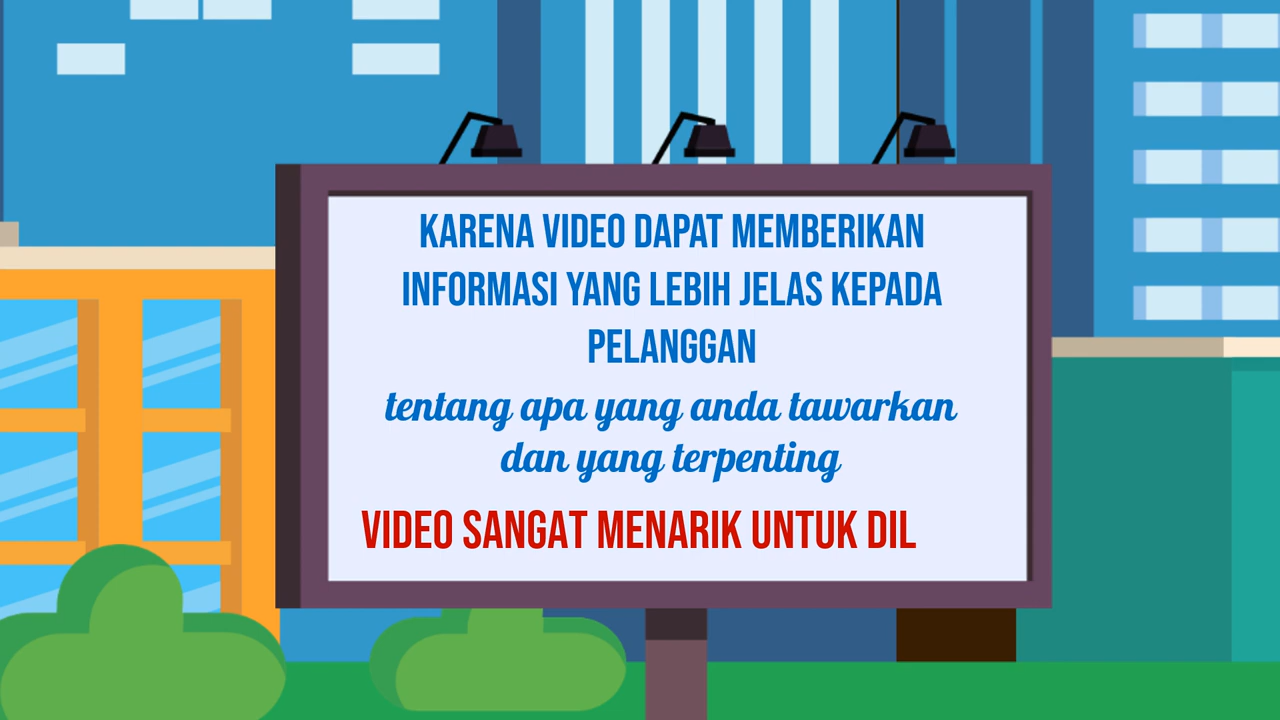 KARENA VIDEO DAPAT MEMBERIKAN
INFORMASI YANG LEBIH JELAS KEPADA
PELANGGAN
tentang apa yang anda tawarkan
dan yang terpenting
VIDEO SANGAT MENARIK UNTUK DIL